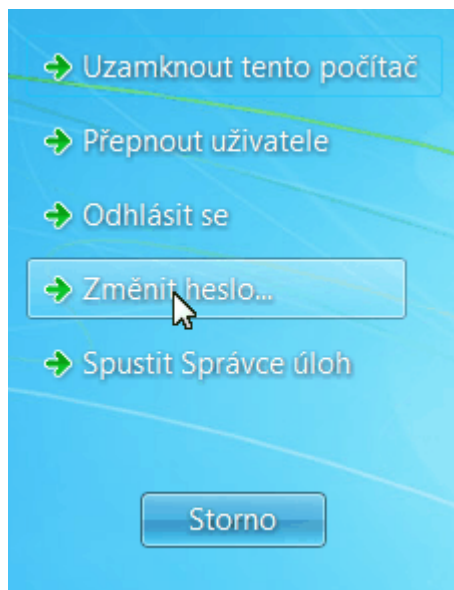 Uzamknout tento počítač
Přepnout uživatele
Odhlásit se
Změnit heslo...
Spustit Správce úloh
Storno